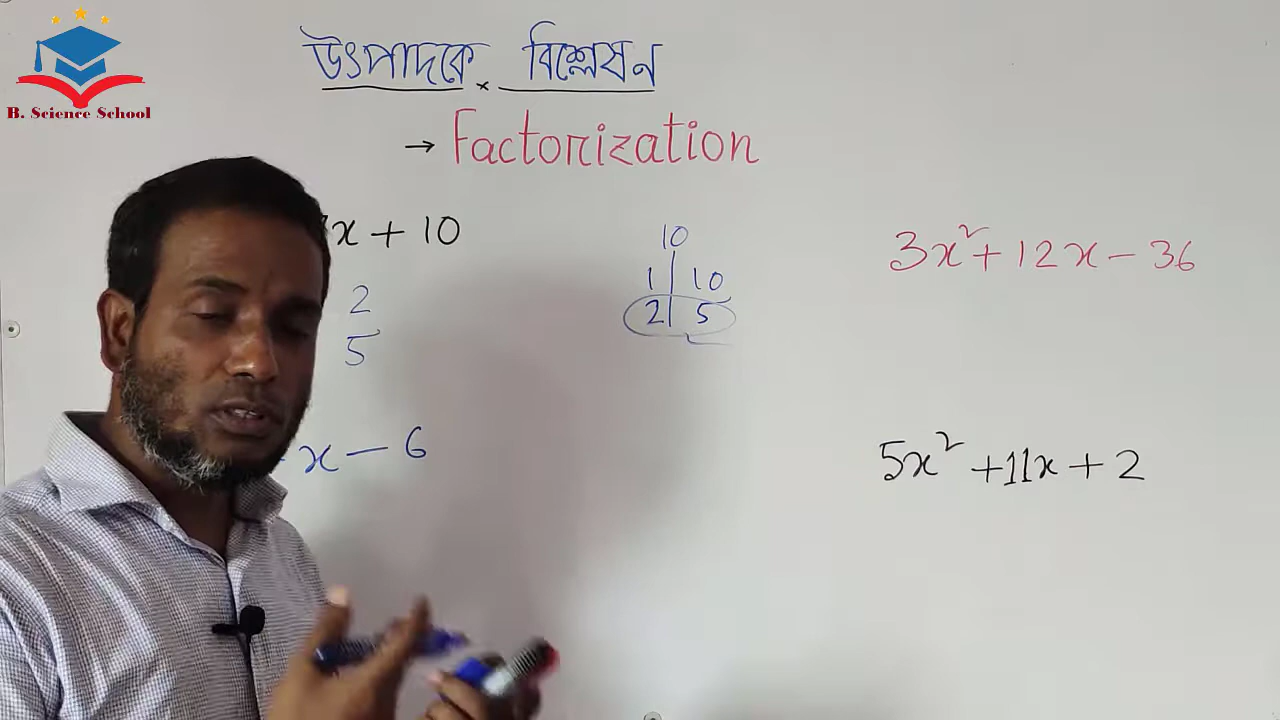 B. Science School
উৎপাদকে বিশ্লেষন
→ Factorization
x + 10
2
5
x - 6
10
1 | 10
2 | 5
3x² + 12x - 36
5x² + 11x + 2